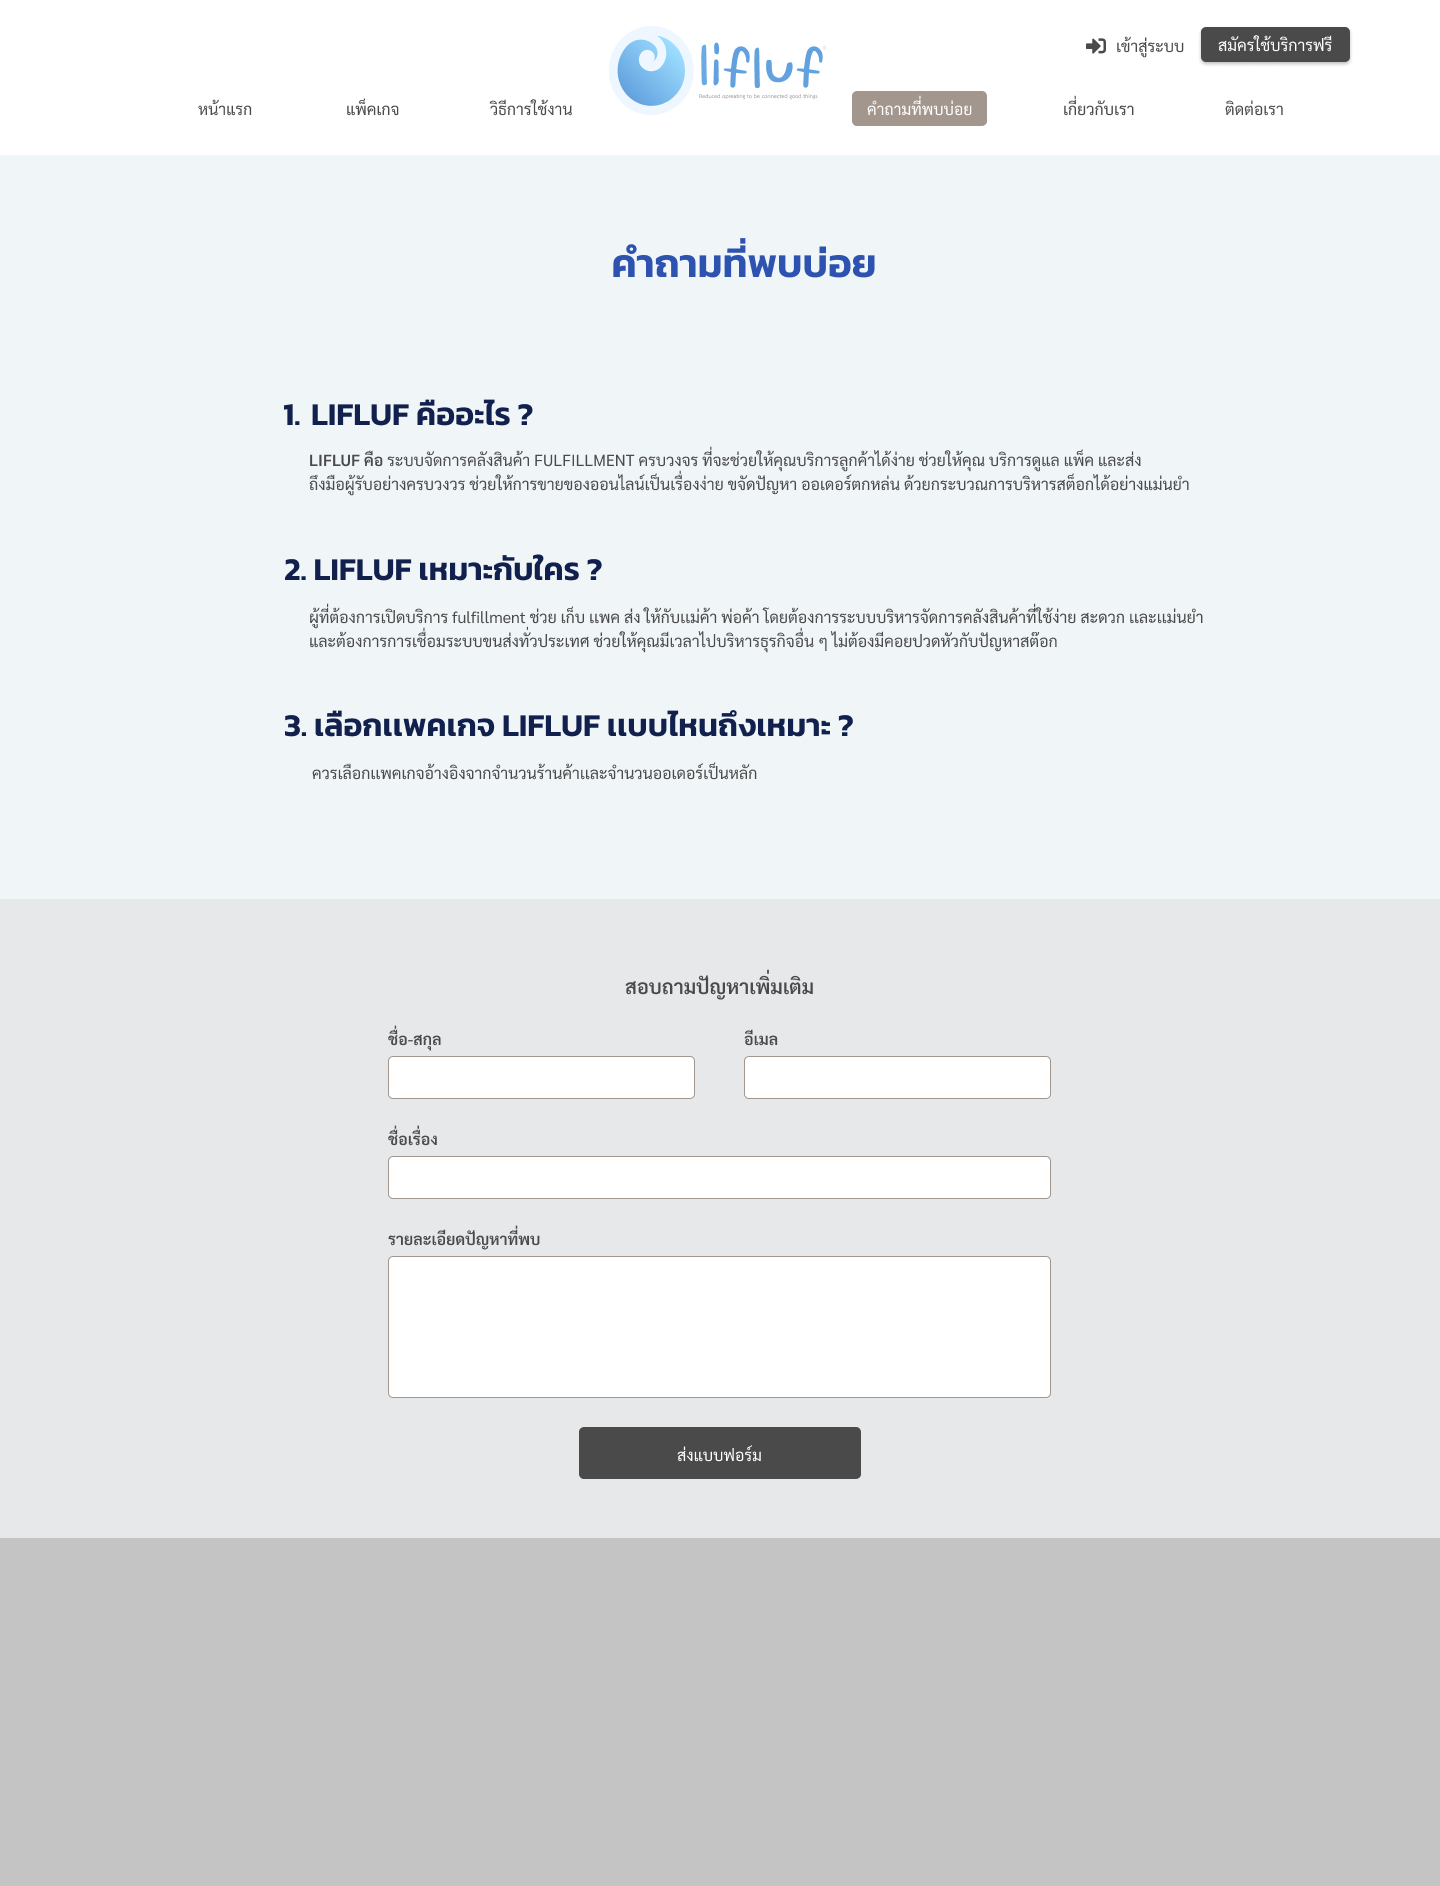 เข้าสู่ระบบ
สมัครใช้บริการฟรี
lifluf
Reduced opreating to be connected good things
หน้าแรก
แพ็คเกจ
วิธีการใช้งาน
คำถามที่พบบ่อย
เกี่ยวกับเรา
ติดต่อเรา
คำถามที่พบบ่อย
1. LIFLUF คืออะไร ?
LIFLUF คือ ระบบจัดการคลังสินค้า FULFILLMENT ครบวงจร ที่จะช่วยให้คุณบริการลูกค้าได้ง่าย ช่วยให้คุณ บริการดูแล แพ็ค และส่ง
ถึงมือผู้รับอย่างครบวงวร ช่วยให้การขายของออนไลน์เป็นเรื่องง่าย ขจัดปัญหา ออเดอร์ตกหล่น ด้วยกระบวณการบริหารสต็อกได้อย่างแม่นยำ
2. LIFLUF เหมาะกับใคร ?
ผู้ที่ต้องการเปิดบริการ fulfillment ช่วย เก็บ แพค ส่ง ให้กับแม่ค้า พ่อค้า โดยต้องการระบบบริหารจัดการคลังสินค้าที่ใช้ง่าย สะดวก และแม่นยำ
และต้องการการเชื่อมระบบขนส่งทั่วประเทศ ช่วยให้คุณมีเวลาไปบริหารธุรกิจอื่น ๆ ไม่ต้องมีคอยปวดหัวกับปัญหาสต๊อก
3. เลือกแพคเกจ LIFLUF แบบไหนถึงเหมาะ ?
ควรเลือกแพคเกจอ้างอิงจากจำนวนร้านค้าและจำนวนออเดอร์เป็นหลัก
สอบถามปัญหาเพิ่มเติม
ชื่อ-สกุล
อีเมล
ชื่อเรื่อง
รายละเอียดปัญหาที่พบ
ส่งแบบฟอร์ม